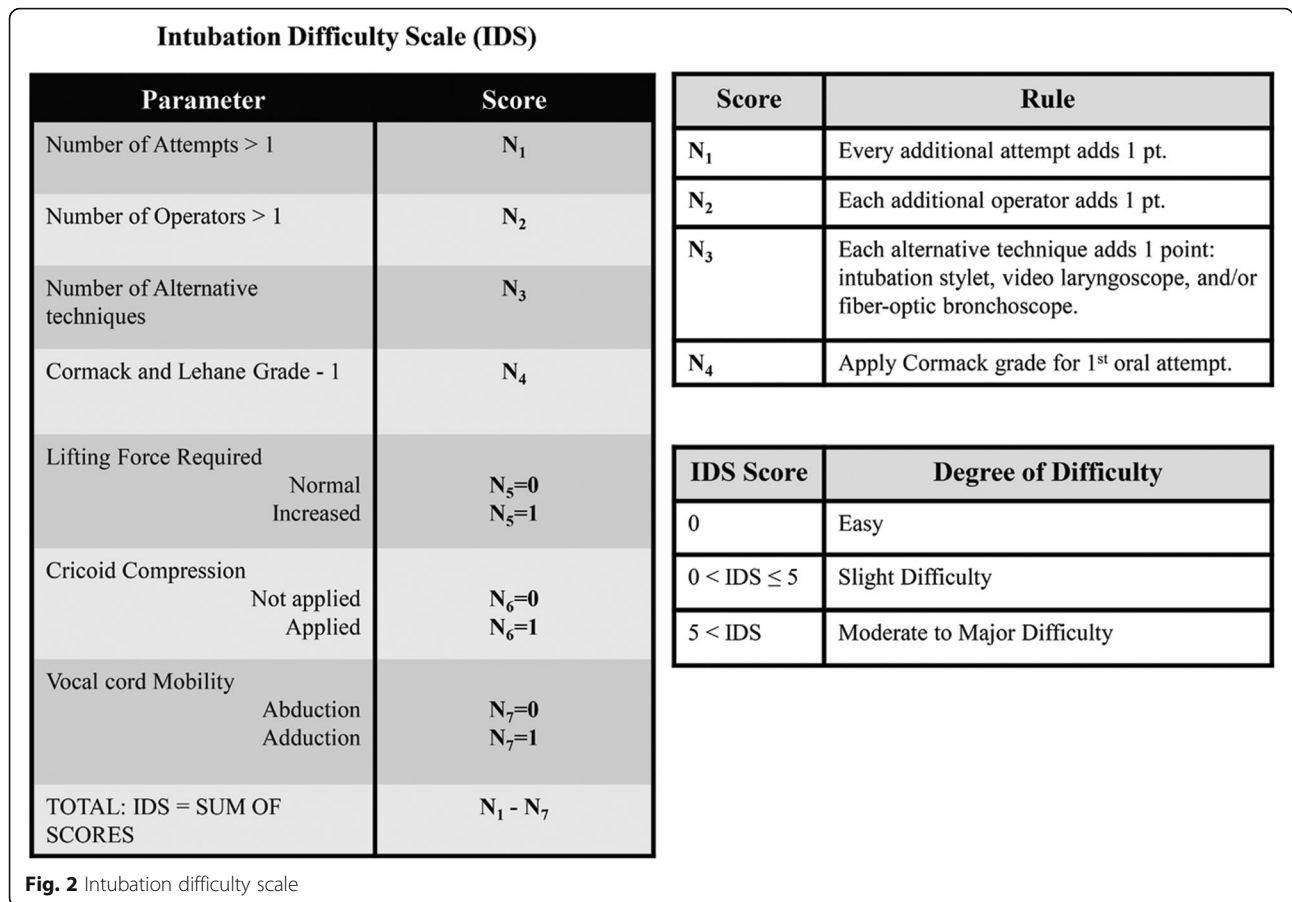 Intubation Difficulty Scale (IDS)
Parameter Score
Number of Attempts > 1 N₁
Number of Operators > 1 N₂
Number of Alternative
techniques N₃
Cormack and Lehane Grade - 1 N₄
Lifting Force Required
Normal N₅=0
Increased N₅=1
Cricoid Compression
Not applied N₆=0
Applied N₆=1
Vocal cord Mobility
Abduction N₇=0
Adduction N₇=1
TOTAL: IDS = SUM OF N₁ - N₇
SCORES
Score Rule
N₁ Every additional attempt adds 1 pt.
N₂ Each additional operator adds 1 pt.
N₃ Each alternative technique adds 1 point:
intubation stylet, video laryngoscope, and/or
fiber-optic bronchoscope.
N₄ Apply Cormack grade for 1ˢᵗ oral attempt.
IDS Score Degree of Difficulty
0 Easy
0 < IDS ≤ 5 Slight Difficulty
5 < IDS Moderate to Major Difficulty
Fig. 2 Intubation difficulty scale